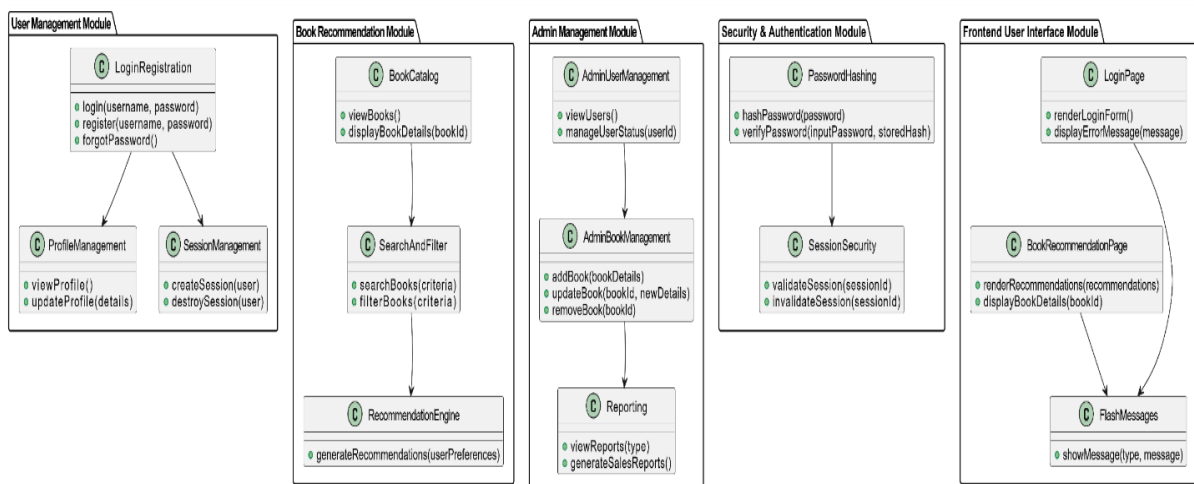 User Management Module
C LoginRegistration
login(username, password)
register(username, password)
forgotPassword()
C ProfileManagement
viewProfile()
updateProfile(details)
C SessionManagement
createSession(user)
destroySession(user)
Book Recommendation Module
C BookCatalog
viewBooks()
displayBookDetails(bookId)
C SearchAndFilter
searchBooks(criteria)
filterBooks(criteria)
C RecommendationEngine
generateRecommendations(userPreferences)
Admin Management Module
C AdminUserManagement
viewUsers()
manageUserStatus(userId)
C AdminBookManagement
addBook(bookDetails)
updateBook(bookId, newDetails)
removeBook(bookId)
C Reporting
viewReports(type)
generateSalesReports()
Security & Authentication Module
C PasswordHashing
hashPassword(password)
verifyPassword(inputPassword, storedHash)
C SessionSecurity
validateSession(sessionId)
invalidateSession(sessionId)
Frontend User Interface Module
C LoginPage
renderLoginForm()
displayErrorMessage(message)
C BookRecommendationPage
renderRecommendations(recommendations)
displayBookDetails(bookId)
C FlashMessages
showMessage(type, message)